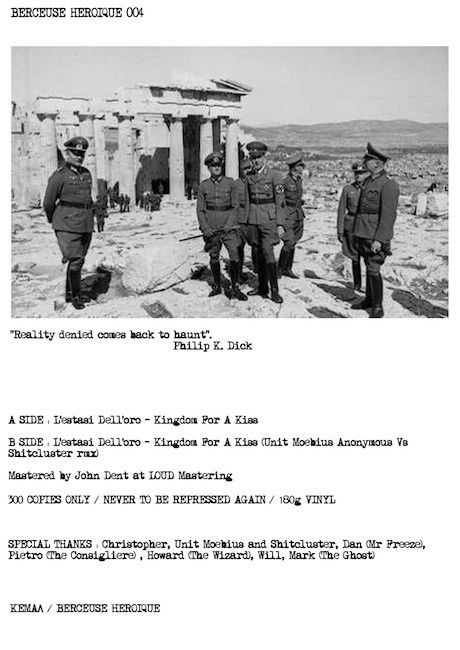 BERCEUSE HEROIQUE 004
"Reality denied comes back to haunt".
Philip K. Dick
A SIDE : L'estasi Dell'oro - Kingdom For A Kiss
B SIDE : L'estasi Dell'oro - Kingdom For A Kiss (Unit Moebius Anonymous Vs
Shitcluster rmx)
Mastered by John Dent at LOUD Mastering
300 COPIES ONLY / NEVER TO BE REPRESSED AGAIN / 180g VINYL
SPECIAL THANKS : Christopher, Unit Moebius and Shitcluster, Dan (Mr Freeze),
Pietro (The Consigliere) , Howard (The Wizard), Will, Mark (The Ghost)
ΚΕΜΑΛ / BERCEUSE HEROIQUE